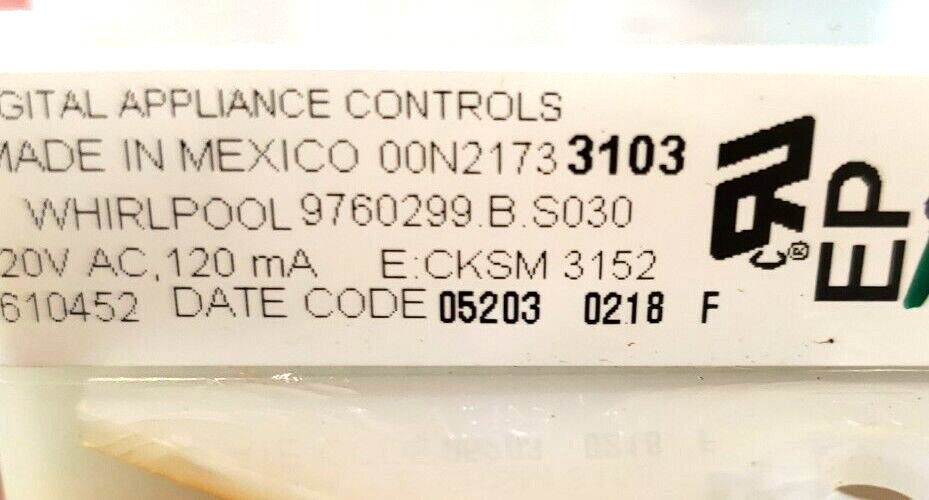 GITAL APPLIANCE CONTROLS
MADE IN MEXICO 00N2173 3103
WHIRLPOOL 9760299.B.S030
20V AC, 120 mA E:CKSM 3152
610452 DATE CODE 05203 0218 F
EP